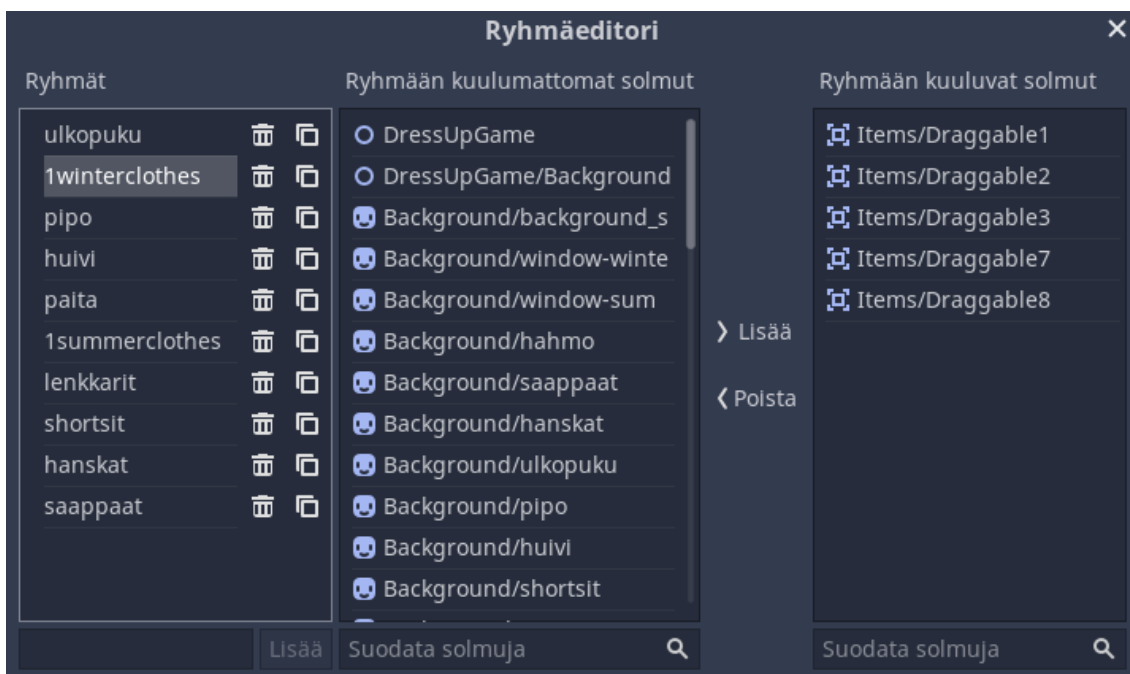 Ryhmäeditori
Ryhmät
ulkopuku
1winterclothes
pipo
huivi
paita
1summerclothes
lenkkarit
shortsit
hanskat
saappaat
Lisää
Ryhmään kuulumattomat solmut
DressUpGame
DressUpGame/Background
Background/background_s
Background/window-winte
Background/window-sum
Background/hahmo
Background/saappaat
Background/hanskat
Background/ulkopuku
Background/pipo
Background/huivi
Background/shortsit
Suodata solmuja
Lisää
Poista
Ryhmään kuuluvat solmut
Items/Draggable1
Items/Draggable2
Items/Draggable3
Items/Draggable7
Items/Draggable8
Suodata solmuja